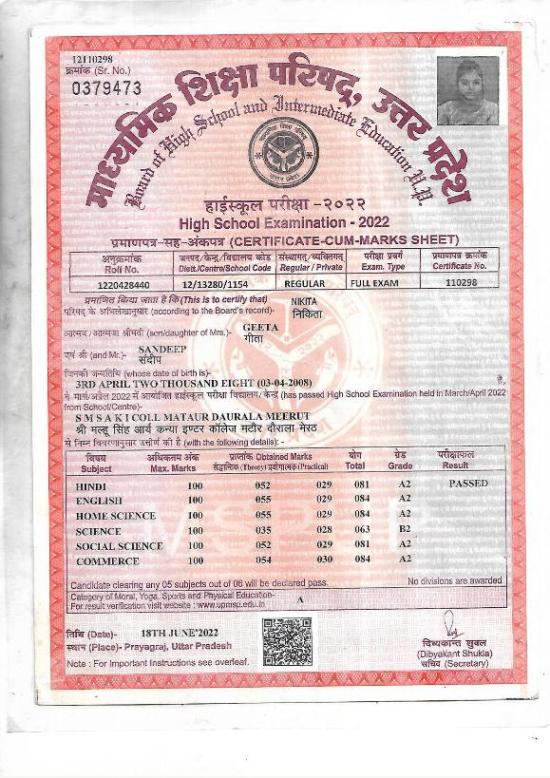 12110298
क्रमांक (Sr. No.)
0379473
माध्यमिक शिक्षा परिषद्, उत्तर प्रदेश
Board of High School and Intermediate Education U.P.
हाईस्कूल परीक्षा -२०२२
High School Examination - 2022
प्रमाणपत्र-सह-अंकपत्र (CERTIFICATE-CUM-MARKS SHEET)
अनुक्रमांक जनपद/केन्द्र/विद्यालय कोड संस्थागत/व्यक्तिगत परीक्षा प्रवर्ग प्रमाणपत्र क्रमांक
Roll No. Distt./Centre/School Code Regular / Private Exam. Type Certificate No.
1220428440 12/13280/1154 REGULAR FULL EXAM 110298
प्रमाणित किया जाता है कि (This is to certify that) NIKITA
परिषद् के अभिलेखानुसार (according to the Board's record)- निकिता
आत्मज / आत्मजा श्रीमती (son/daughter of Mrs.)- GEETA
गीता
एवं श्री (and Mr.)- SANDEEP
संदीप
जिनकी जन्मतिथि (whose date of birth is)-
3RD APRIL TWO THOUSAND EIGHT (03-04-2008) है,
ने मार्च/अप्रैल 2022 में आयोजित हाईस्कूल परीक्षा विद्यालय/ केन्द्र (has passed High School Examination held in March/April 2022
from School/Centre)-
S M S A K I COLL MATAUR DAURALA MEERUT
श्री मल्हू सिंह आर्य कन्या इण्टर कॉलेज मटौर दौराला मेरठ
से निम्न विवरणानुसार उत्तीर्ण की है (with the following details): -
विषय अधिकतम अंक प्राप्तांक Obtained Marks योग ग्रेड परीक्षाफल
Subject Max. Marks सैद्धान्तिक (Theory) प्रयोगात्मक (Practical) Total Grade Result
HINDI 100 052 029 081 A2 PASSED
ENGLISH 100 055 029 084 A2
HOME SCIENCE 100 055 029 084 A2
SCIENCE 100 035 028 063 B2
SOCIAL SCIENCE 100 052 029 081 A2
COMMERCE 100 054 030 084 A2
Candidate clearing any 05 subjects out of 06 will be declared pass. No divisions are awarded
Category of Moral, Yoga, Sports and Physical Education- A
For result verification visit website : www.upmsp.edu.in
तिथि (Date)- 18TH JUNE'2022
स्थान (Place)- Prayagraj, Uttar Pradesh
Note : For Important Instructions see overleaf.
दिव्यकान्त शुक्ल
(Dibyakant Shukla)
सचिव (Secretary)